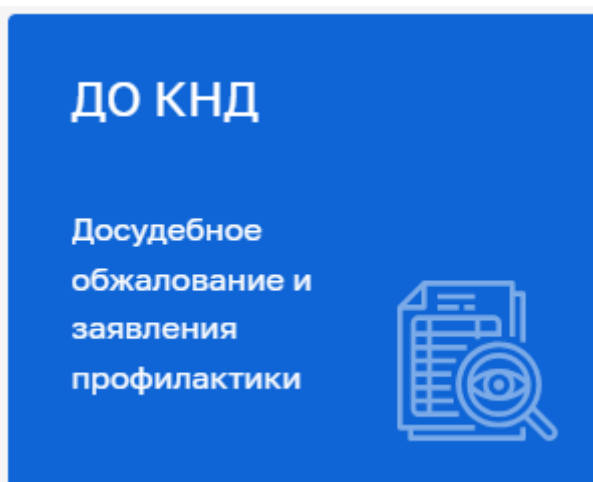 ДО КНД
Досудебное
обжалование и
заявления
профилактики